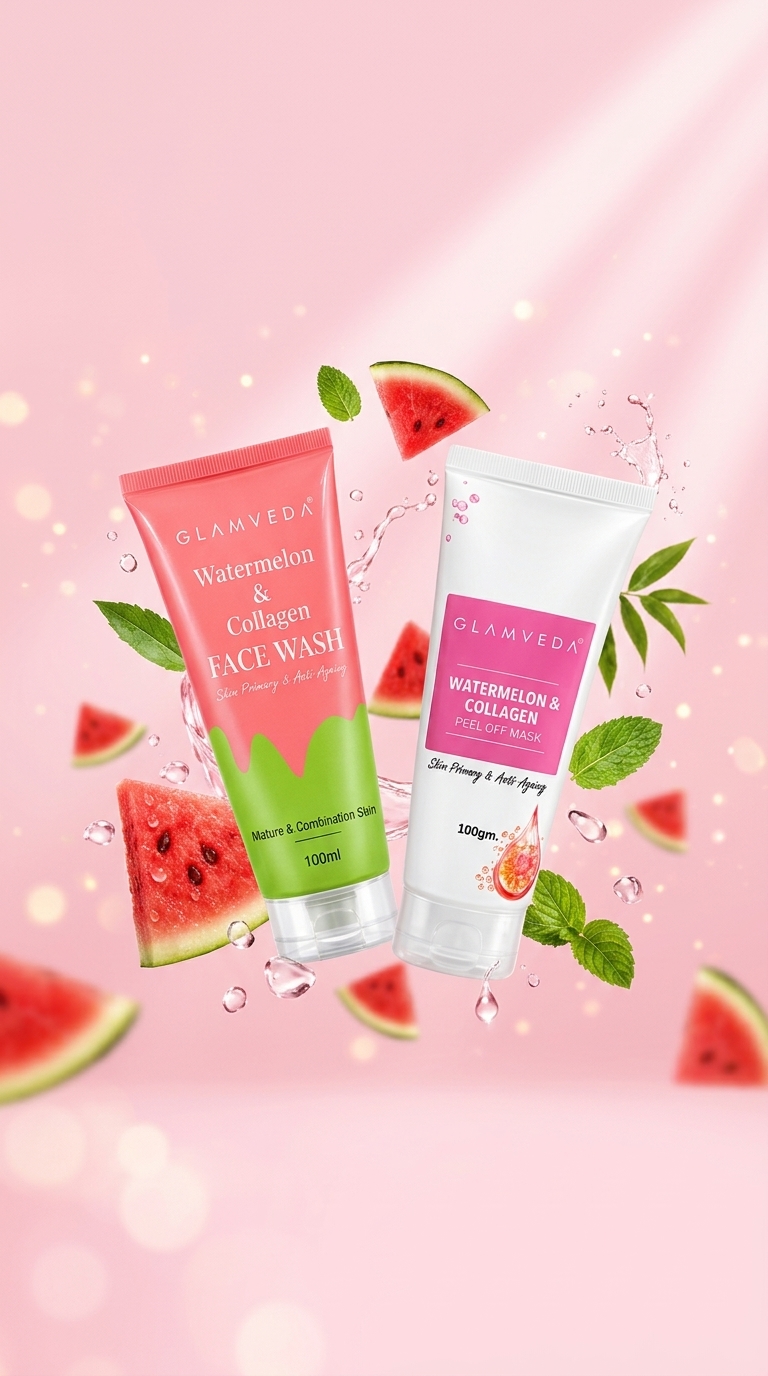 GLAMVEDA®
Watermelon
&
Collagen
FACE WASH
Skin Primary & Anti-Ageing
Mature & Combination Skin
100ml
GLAMVEDA®
WATERMELON &
COLLAGEN
PEEL OFF MASK
Skin & Anti-Ageing
100gm.